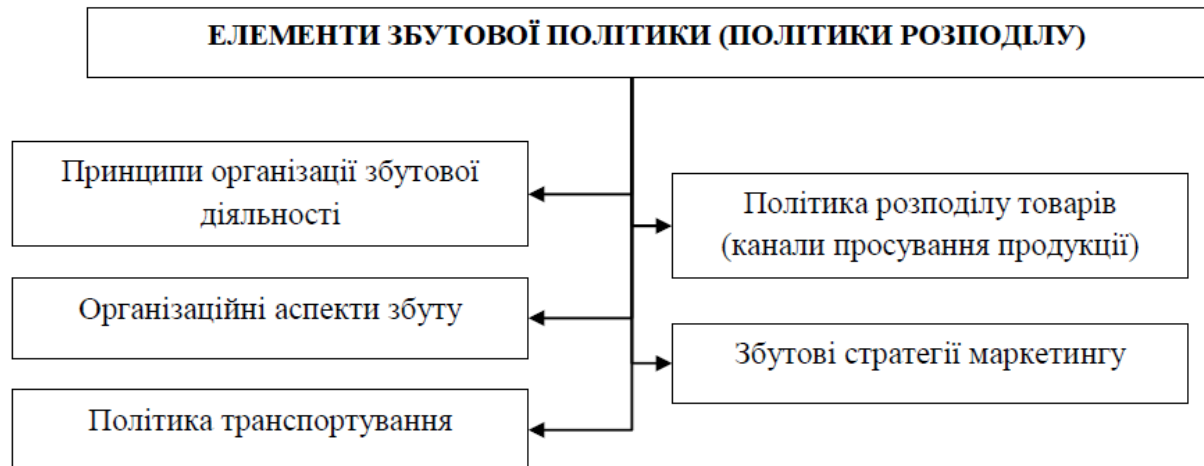 ЕЛЕМЕНТИ ЗБУТОВОЇ ПОЛІТИКИ (ПОЛІТИКИ РОЗПОДІЛУ)
Принципи організації збутової
діяльності
Політика розподілу товарів
(канали просування продукції)
Організаційні аспекти збуту
Збутові стратегії маркетингу
Політика транспортування